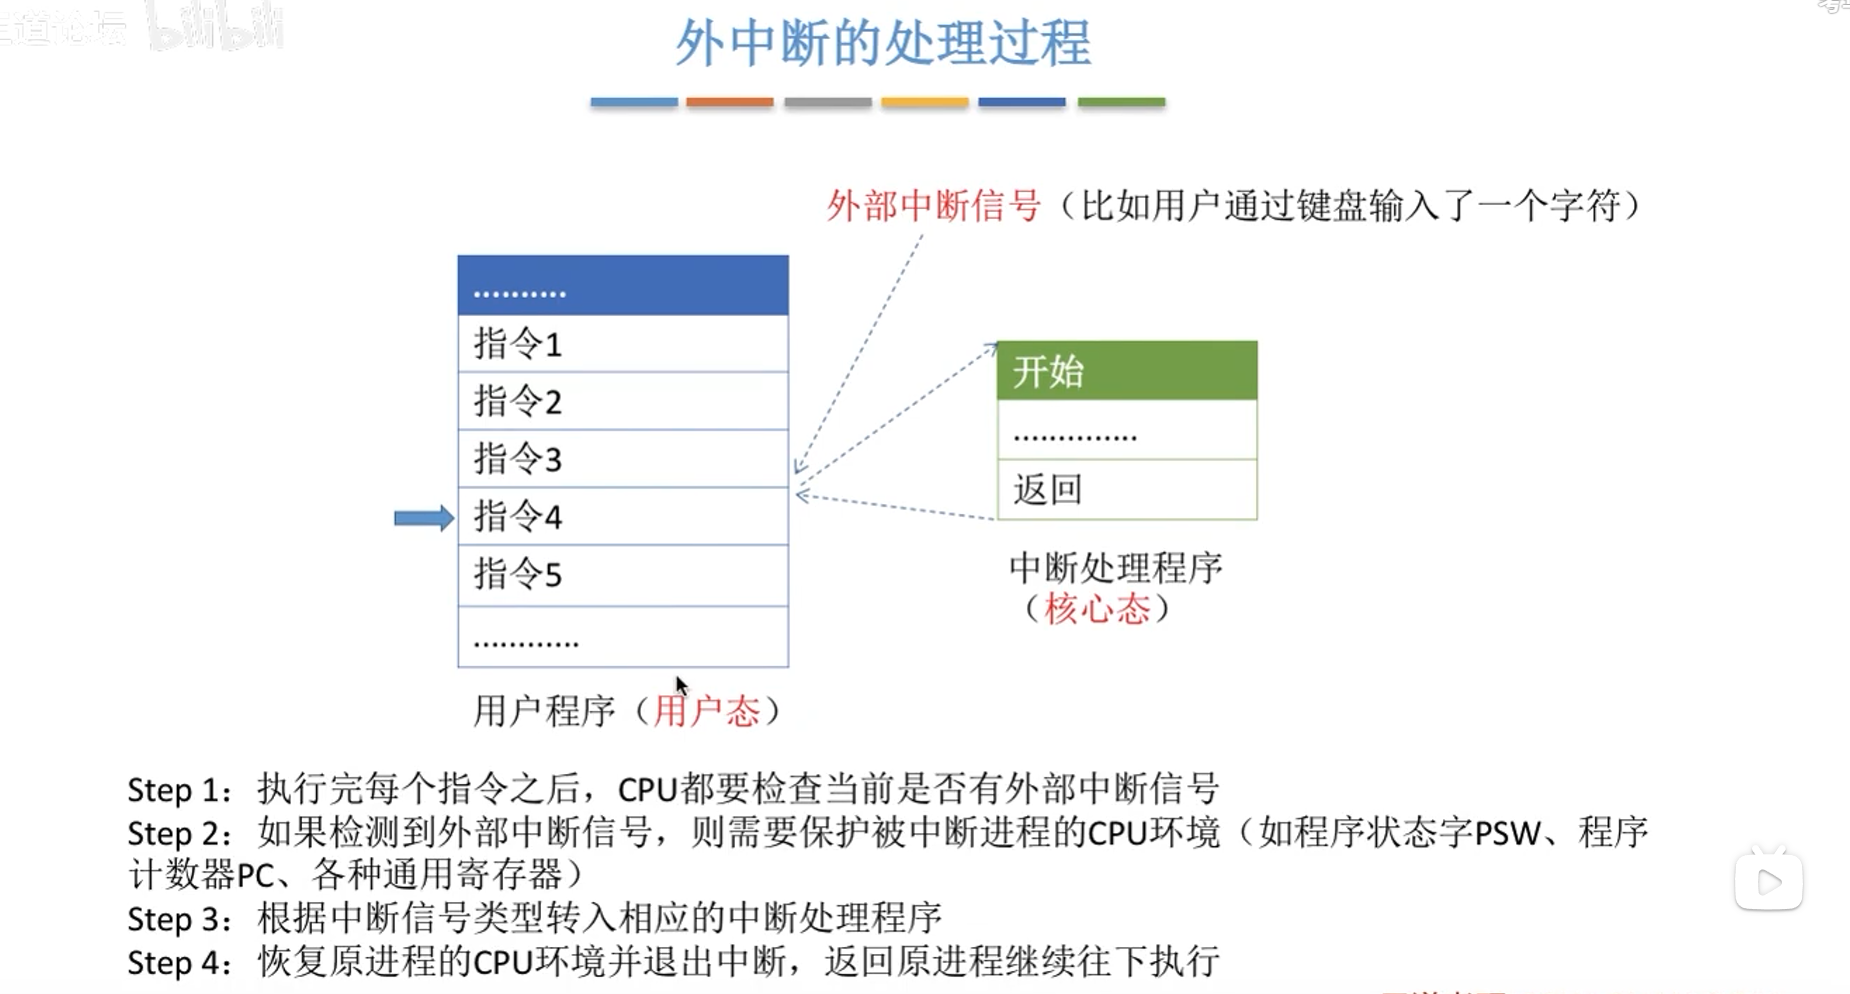 王道论坛 bilibili
外中断的处理过程
外部中断信号（比如用户通过键盘输入了一个字符）
..........
指令1
指令2
指令3
指令4
指令5
............
用户程序（用户态）
开始
..............
返回
中断处理程序
（核心态）
Step 1：执行完每个指令之后，CPU都要检查当前是否有外部中断信号
Step 2：如果检测到外部中断信号，则需要保护被中断进程的CPU环境（如程序状态字PSW、程序
计数器PC、各种通用寄存器）
Step 3：根据中断信号类型转入相应的中断处理程序
Step 4：恢复原进程的CPU环境并退出中断，返回原进程继续往下执行